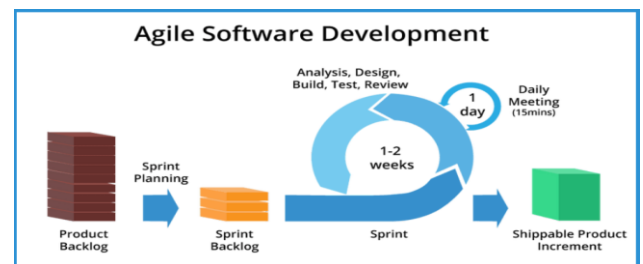 Agile Software Development
Analysis, Design,
Build, Test, Review
1
day
Daily
Meeting
(15mins)
1-2
weeks
Sprint
Planning
Product
Backlog
Sprint
Backlog
Sprint
Shippable Product
Increment